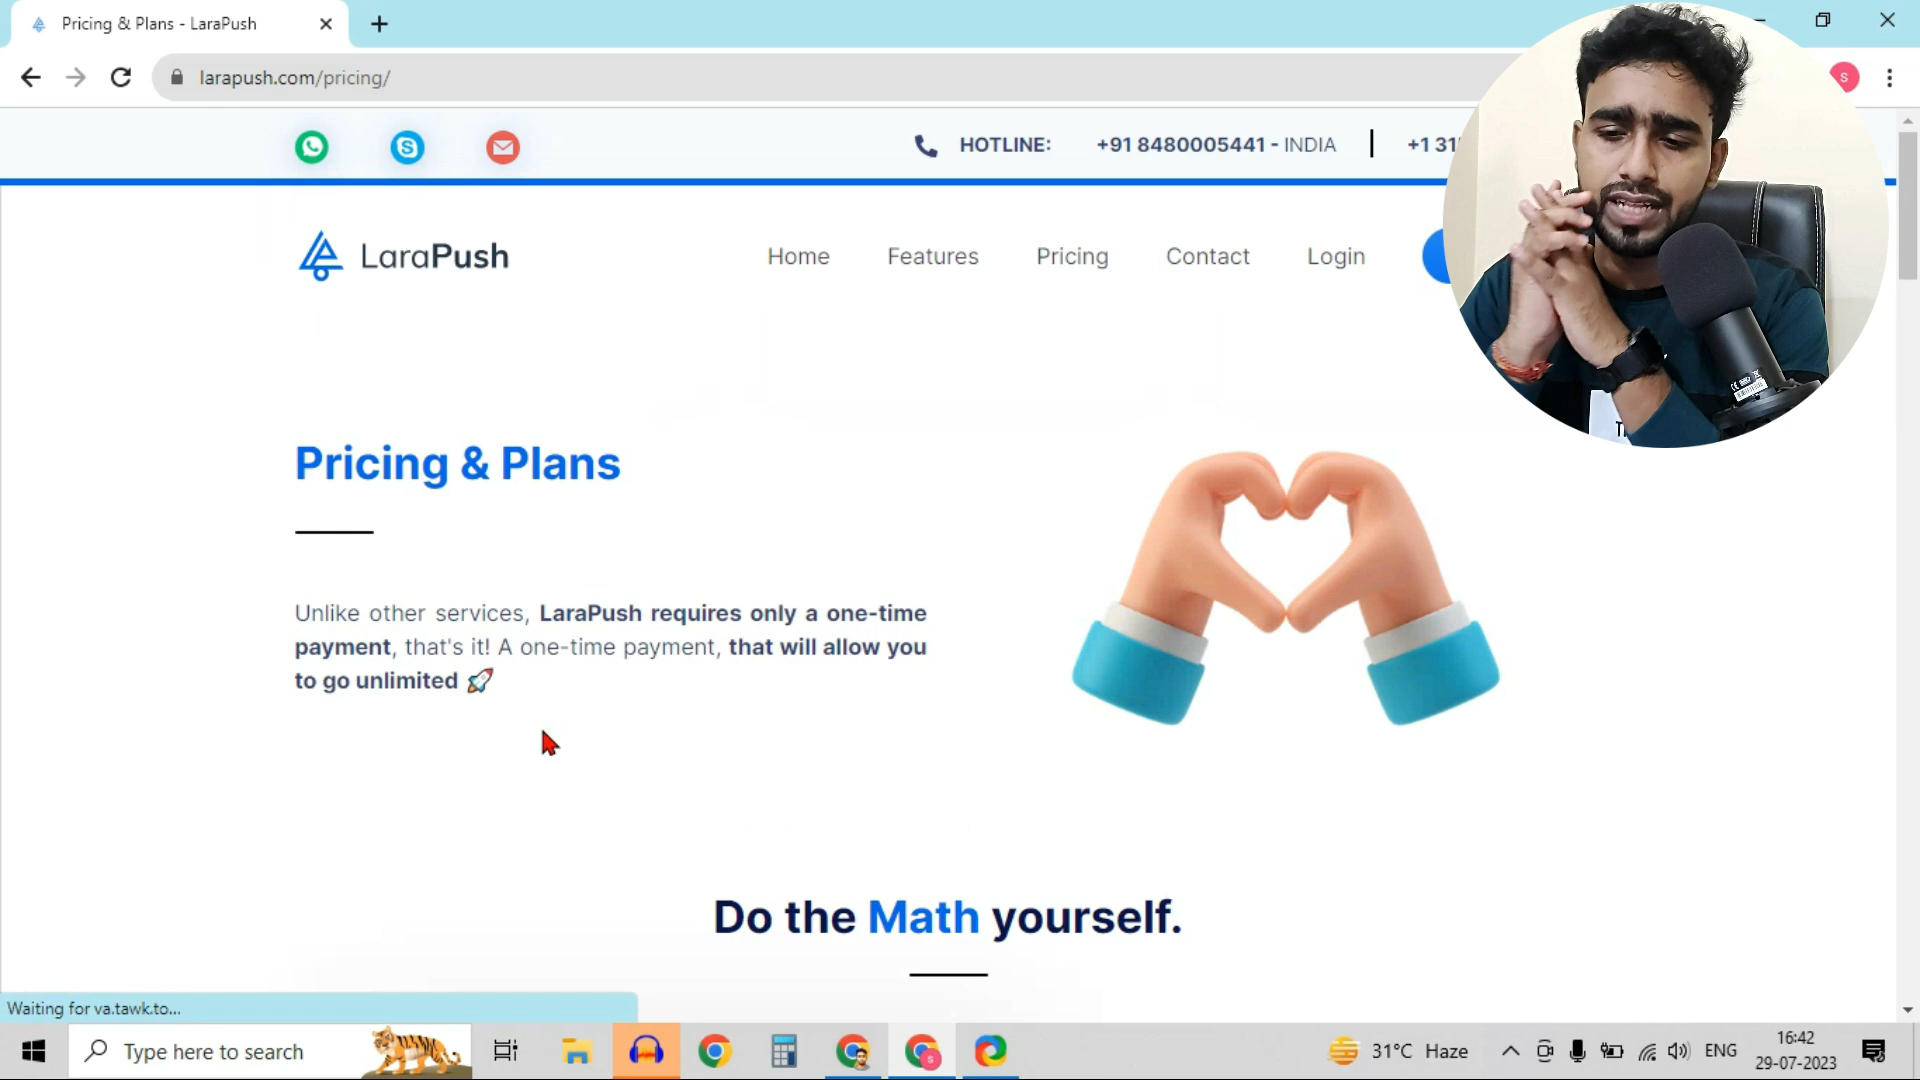 Pricing & Plans - LaraPush
larapush.com/pricing/
S
HOTLINE: +91 8480005441 - INDIA | +1 31
LaraPush
Home Features Pricing Contact Login
Pricing & Plans
Unlike other services, LaraPush requires only a one-time
payment, that's it! A one-time payment, that will allow you
to go unlimited 🚀
Do the Math yourself.
Waiting for va.tawk.to...
Type here to search
31°C Haze
ENG
16:42
29-07-2023